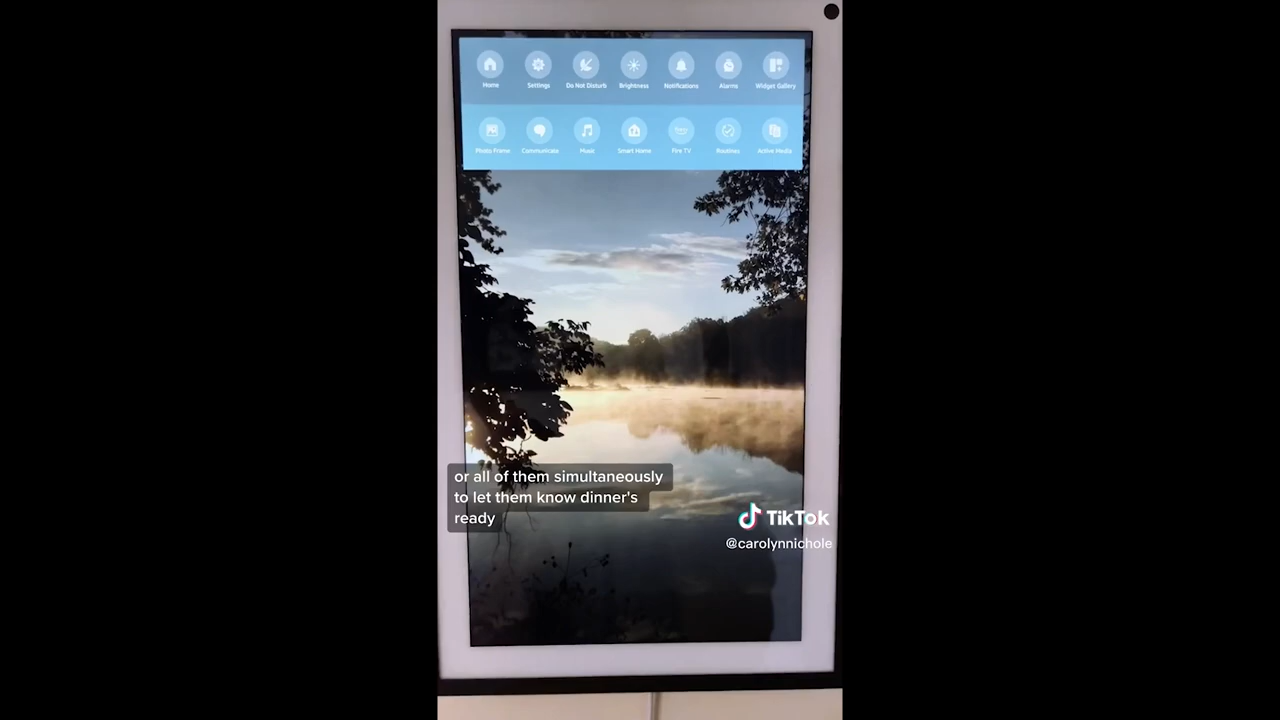 Home Settings Do Not Disturb Brightness Notifications Alarms Widget Gallery
Photo Frame Communicate Music Smart Home Fire TV Routines Active Media
or all of them simultaneously
to let them know dinner's
ready
TikTok
@carolynnichole